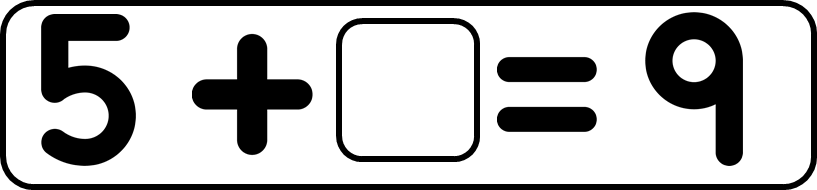 5 + = 9